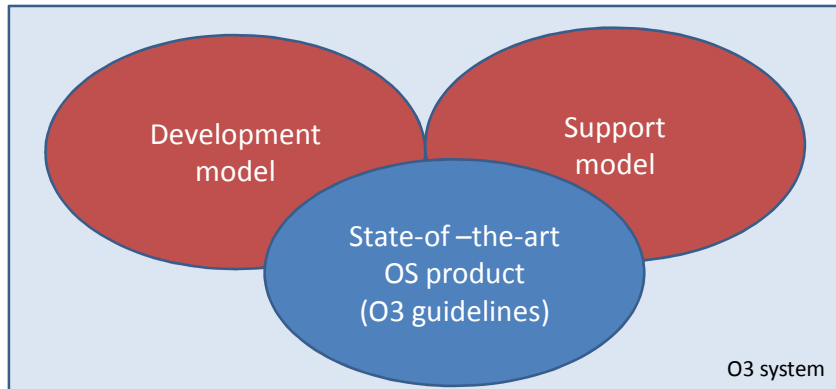 Development
model
Support
model
State-of –the-art
OS product
(O3 guidelines)
O3 system